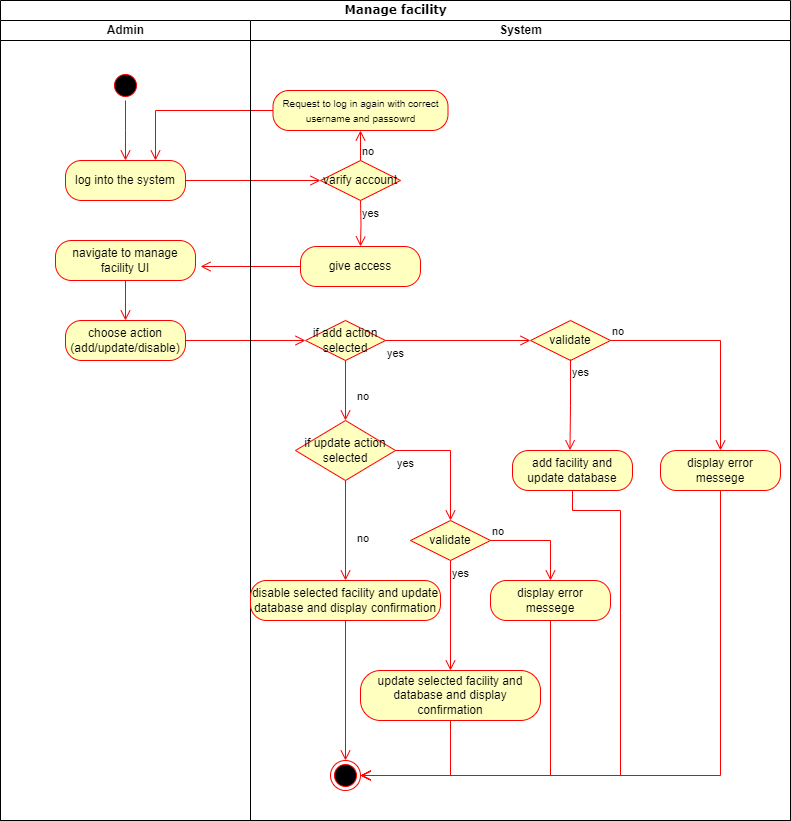 Manage facility
Admin
System
Request to log in again with correct
username and passowrd
no
log into the system
varify account
yes
navigate to manage
facility UI
give access
choose action
(add/update/disable)
if add action
selected
yes
validate
no
yes
no
if update action
selected
yes
add facility and
update database
display error
messege
no
validate
no
yes
disable selected facility and update
database and display confirmation
display error
messege
update selected facility and
database and display
confirmation